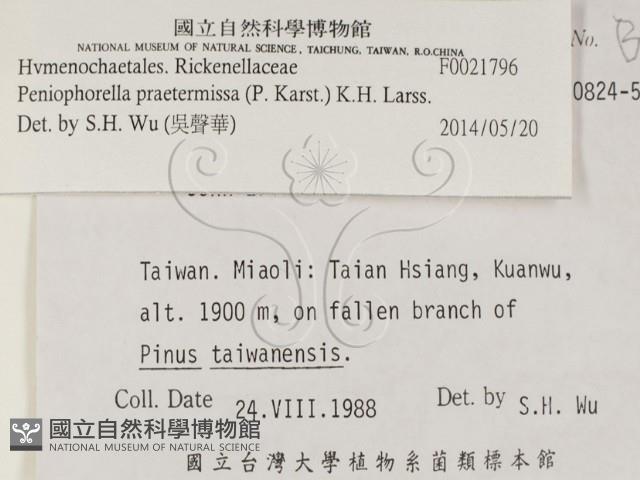 國立自然科學博物館
NATIONAL MUSEUM OF NATURAL SCIENCE, TAICHUNG, TAIWAN, R.O.CHINA
Hymenochaetales. Rickenellaceae F0021796
Peniophorella praetermissa (P. Karst.) K.H. Larss.
Det. by S.H. Wu (吳聲華) 2014/05/20
No. B
0824-5
Taiwan. Miaoli: Taian Hsiang, Kuanwu,
alt. 1900 m, on fallen branch of
Pinus taiwanensis.
Coll. Date 24.VIII.1988 Det. by S.H. Wu
國立台灣大學植物系菌類標本館
國立自然科學博物館
NATIONAL MUSEUM OF NATURAL SCIENCE